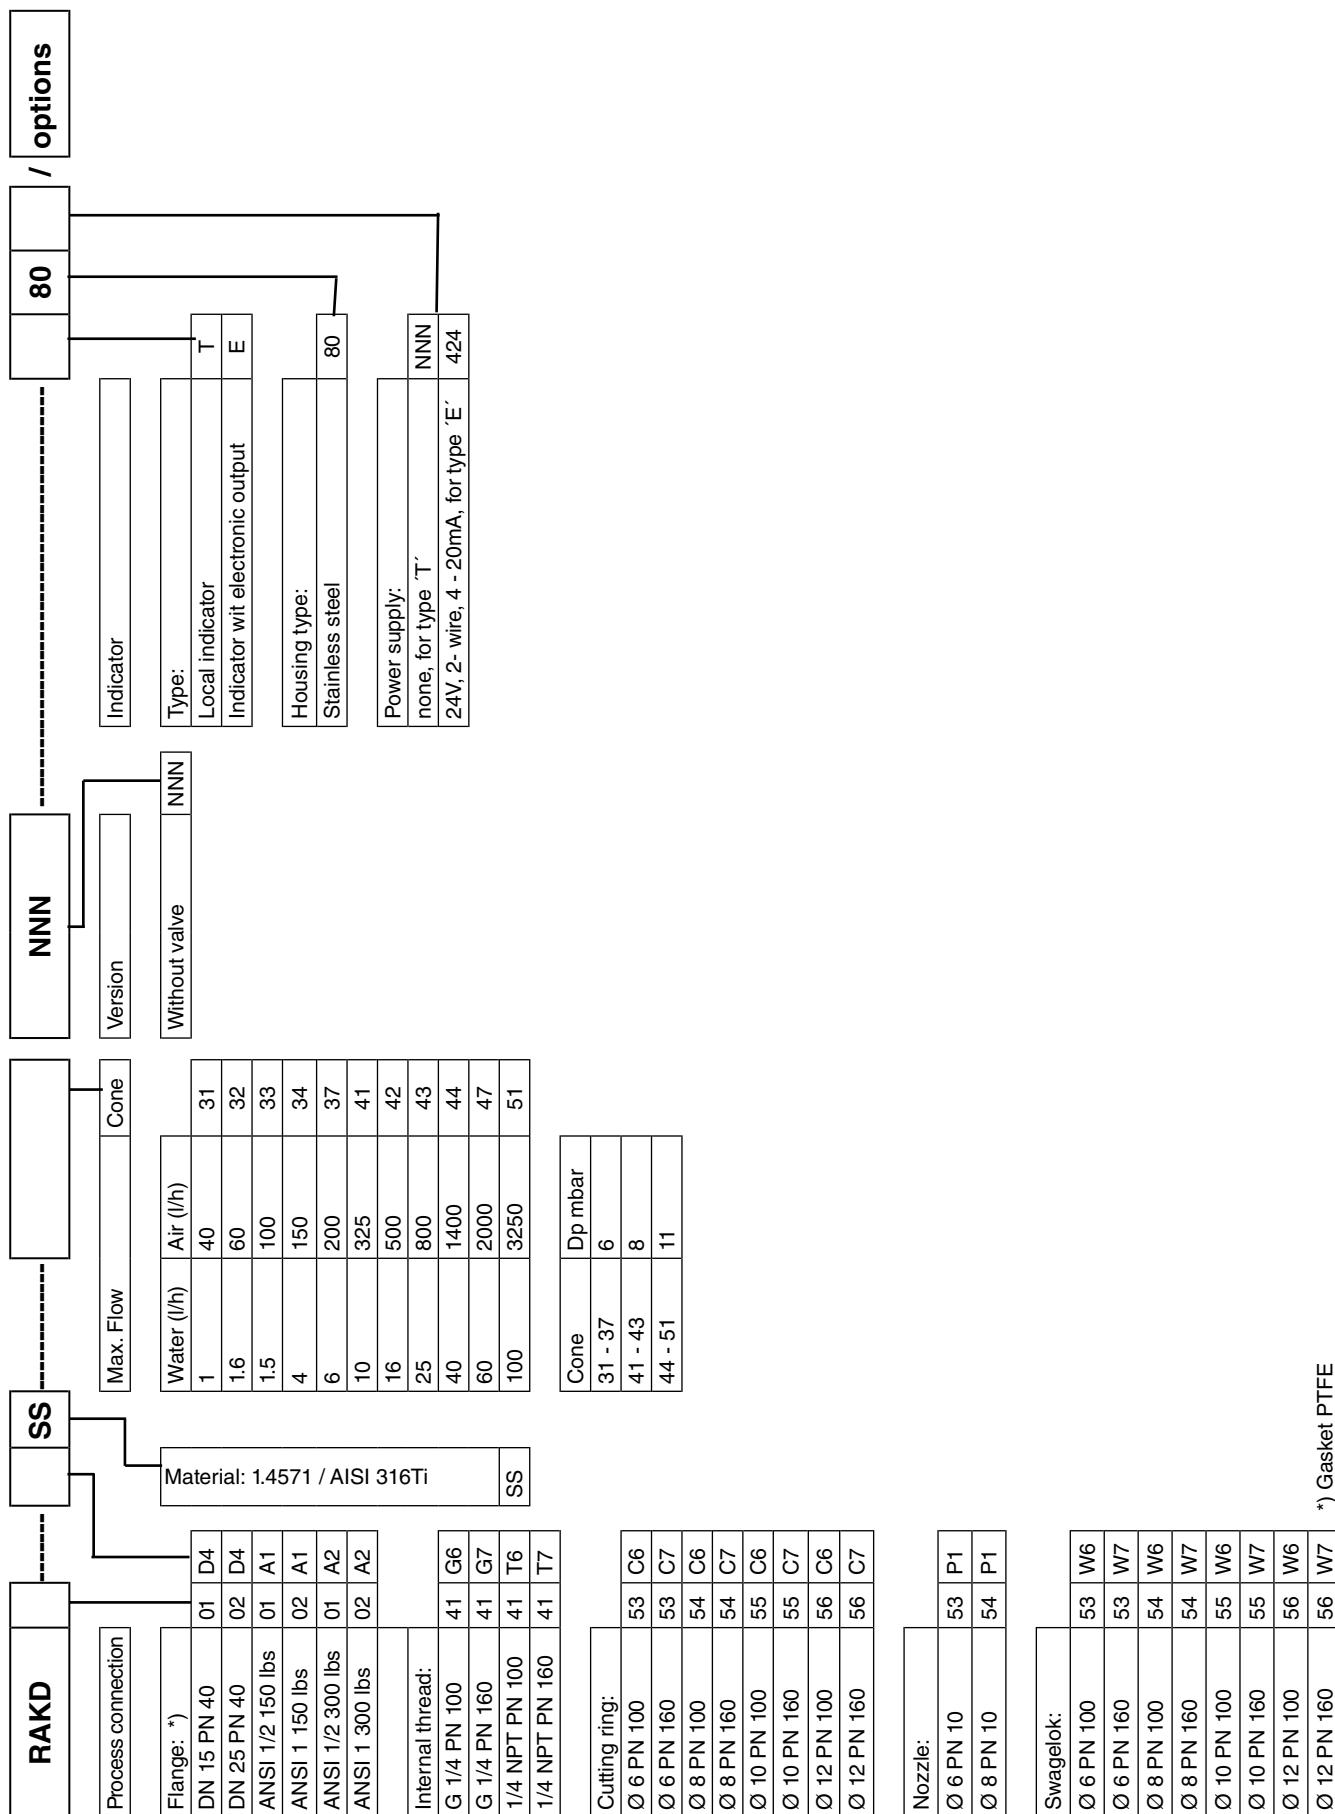 RAKD SS NNN 80 / options
Process connection
Flange: *)
DN 15 PN 40 01 D4
DN 25 PN 40 02 D4
ANSI 1/2 150 lbs 01 A1
ANSI 1 150 lbs 02 A1
ANSI 1/2 300 lbs 01 A2
ANSI 1 300 lbs 02 A2
Internal thread:
G 1/4 PN 100 41 G6
G 1/4 PN 160 41 G7
1/4 NPT PN 100 41 T6
1/4 NPT PN 160 41 T7
Cutting ring:
Ø 6 PN 100 53 C6
Ø 6 PN 160 53 C7
Ø 8 PN 100 54 C6
Ø 8 PN 160 54 C7
Ø 10 PN 100 55 C6
Ø 10 PN 160 55 C7
Ø 12 PN 100 56 C6
Ø 12 PN 160 56 C7
Nozzle:
Ø 6 PN 10 53 P1
Ø 8 PN 10 54 P1
Swagelok:
Ø 6 PN 100 53 W6
Ø 6 PN 160 53 W7
Ø 8 PN 100 54 W6
Ø 8 PN 160 54 W7
Ø 10 PN 100 55 W6
Ø 10 PN 160 55 W7
Ø 12 PN 100 56 W6
Ø 12 PN 160 56 W7
*) Gasket PTFE
Material: 1.4571 / AISI 316Ti
SS
Max. Flow Cone
Water (l/h) Air (l/h)
1 40 31
1.6 60 32
1.5 100 33
4 150 34
6 200 37
10 325 41
16 500 42
25 800 43
40 1400 44
60 2000 47
100 3250 51
Cone Dp mbar
31 - 37 6
41 - 43 8
44 - 51 11
Version
Without valve NNN
Indicator
Type:
Local indicator T
Indicator wit electronic output E
Housing type:
Stainless steel 80
Power supply:
none, for type ´T´ NNN
24V, 2- wire, 4 - 20mA, for type ´E´ 424